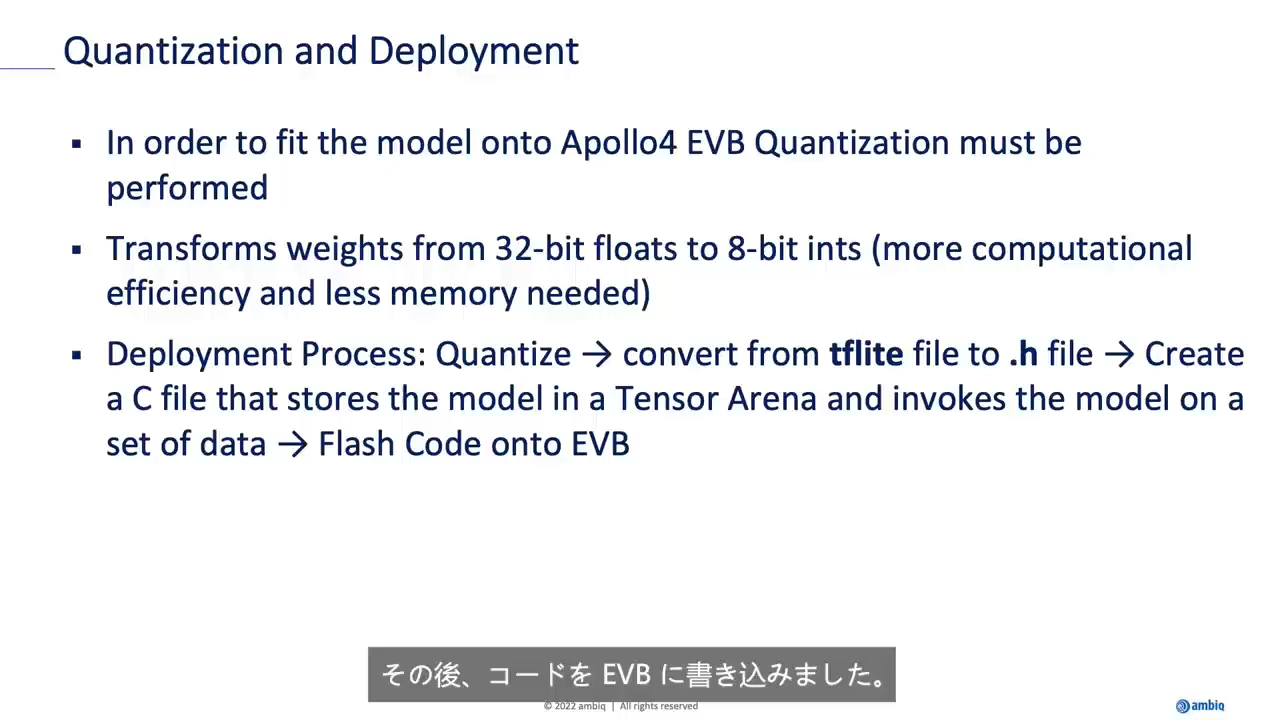 Quantization and Deployment
▪ In order to fit the model onto Apollo4 EVB Quantization must be
performed
▪ Transforms weights from 32-bit floats to 8-bit ints (more computational
efficiency and less memory needed)
▪ Deployment Process: Quantize → convert from tflite file to .h file → Create
a C file that stores the model in a Tensor Arena and invokes the model on a
set of data → Flash Code onto EVB
その後、コードを EVB に書き込みました。
© 2022 ambiq | All rights reserved
ambiq